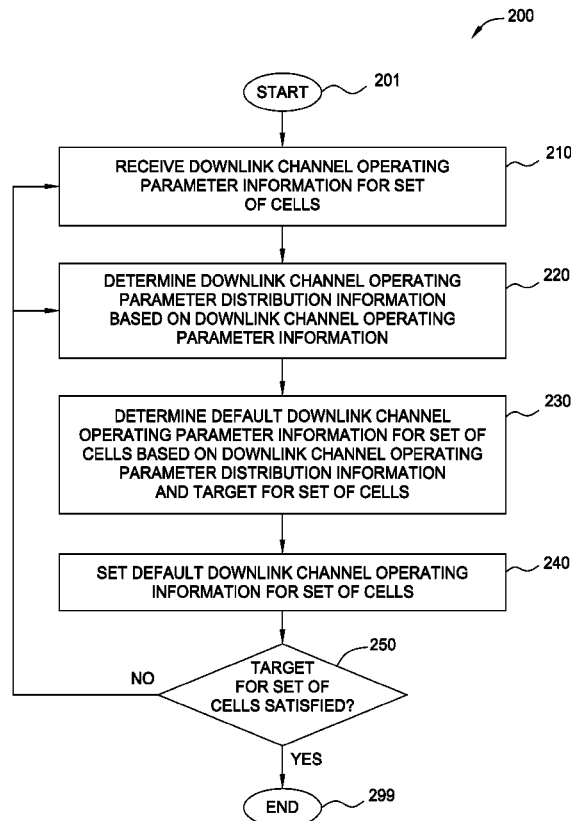 200
START
201
RECEIVE DOWNLINK CHANNEL OPERATING
PARAMETER INFORMATION FOR SET
OF CELLS
210
DETERMINE DOWNLINK CHANNEL OPERATING
PARAMETER DISTRIBUTION INFORMATION
BASED ON DOWNLINK CHANNEL OPERATING
PARAMETER INFORMATION
220
DETERMINE DEFAULT DOWNLINK CHANNEL
OPERATING PARAMETER INFORMATION FOR SET OF
CELLS BASED ON DOWNLINK CHANNEL OPERATING
PARAMETER DISTRIBUTION INFORMATION
AND TARGET FOR SET OF CELLS
230
SET DEFAULT DOWNLINK CHANNEL OPERATING
INFORMATION FOR SET OF CELLS
240
250
NO
TARGET
FOR SET OF
CELLS SATISFIED?
YES
END
299